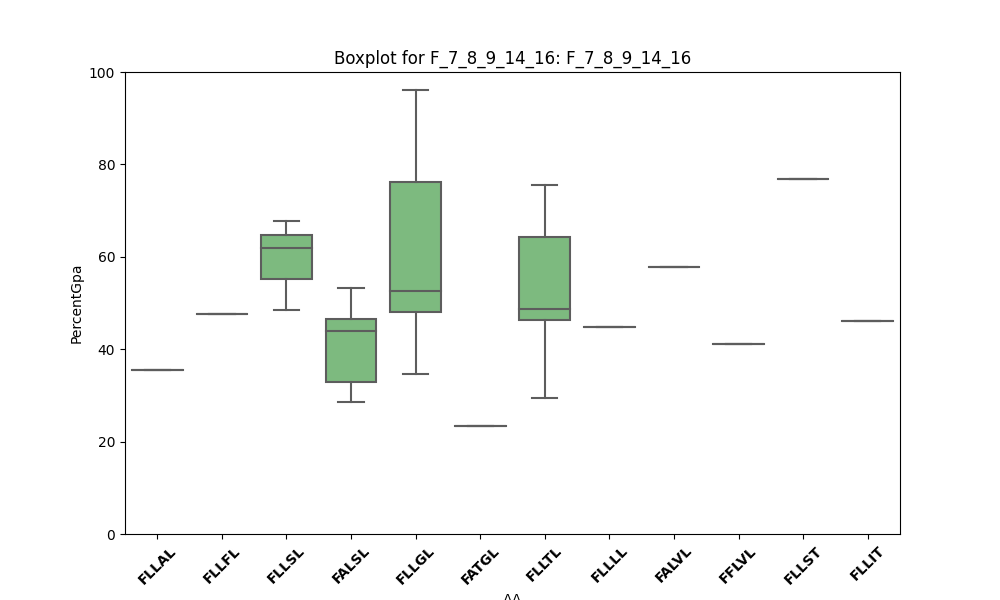 Boxplot for F_7_8_9_14_16: F_7_8_9_14_16
PercentGpa
100
80
60
40
20
0
FLLAL FLLFL FLLSL FALSL FLLGL FATGL FLLTL FLLLL FALVL FFLVL FLLST FLLIT
AA